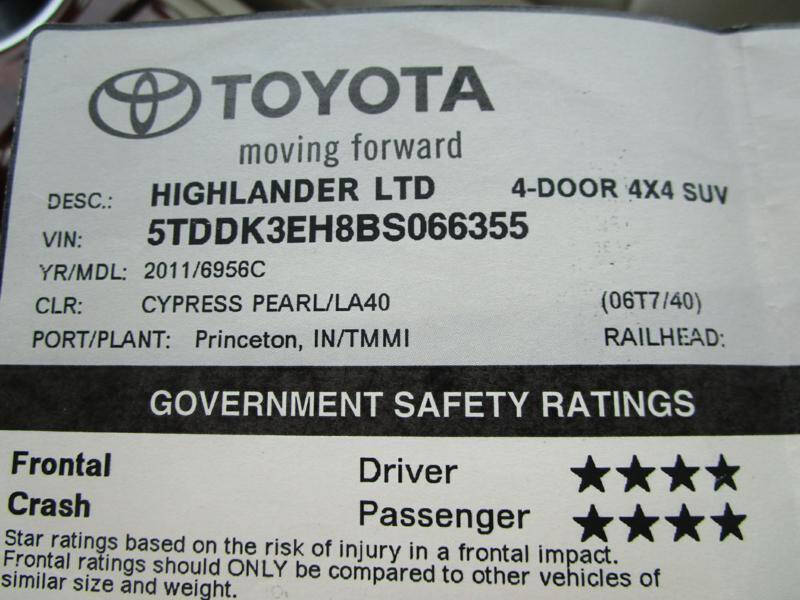 TOYOTA
moving forward
DESC.: HIGHLANDER LTD 4-DOOR 4X4 SUV
VIN: 5TDDK3EH8BS066355
YR/MDL: 2011/6956C
CLR: CYPRESS PEARL/LA40 (06T7/40)
PORT/PLANT: Princeton, IN/TMMI RAILHEAD:
GOVERNMENT SAFETY RATINGS
Frontal Driver ★★★★
Crash Passenger ★★★★
Star ratings based on the risk of injury in a frontal impact.
Frontal ratings should ONLY be compared to other vehicles of
similar size and weight.